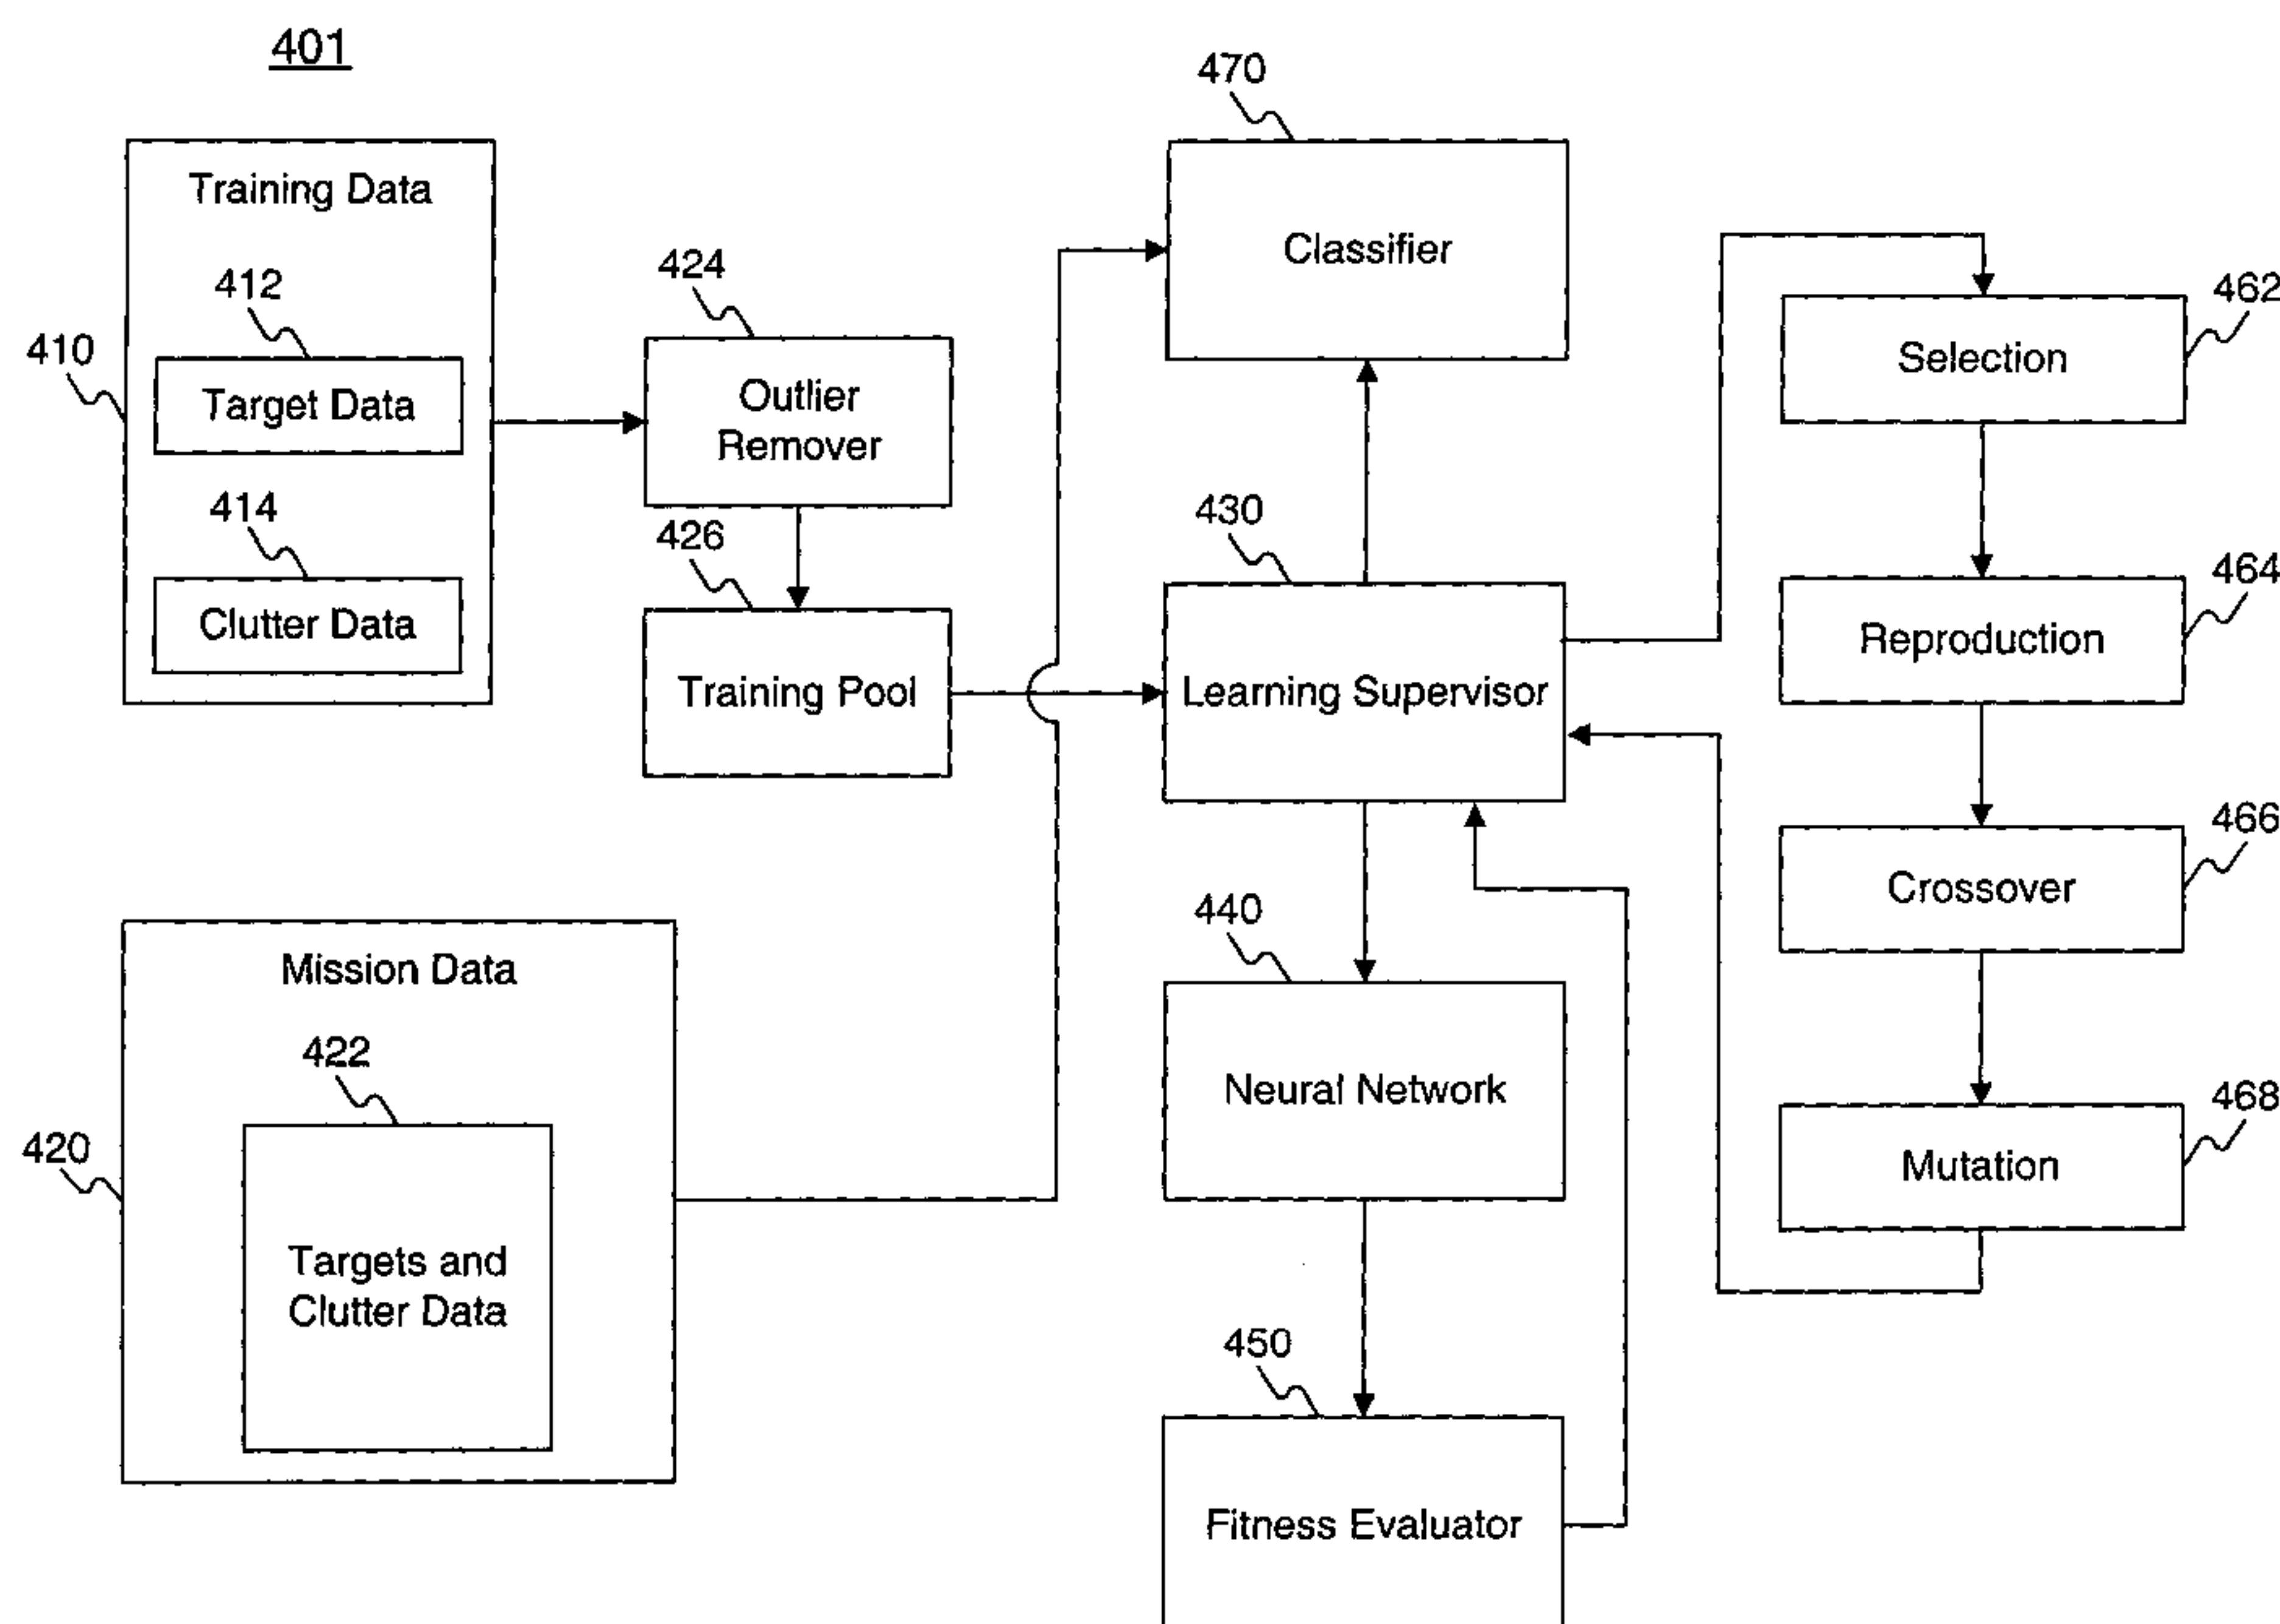 401
Training Data
410
412
Target Data
414
Clutter Data
424
Outlier
Remover
426
Training Pool
420
Mission Data
422
Targets and
Clutter Data
470
Classifier
430
Learning Supervisor
440
Neural Network
450
Fitness Evaluator
462
Selection
464
Reproduction
466
Crossover
468
Mutation